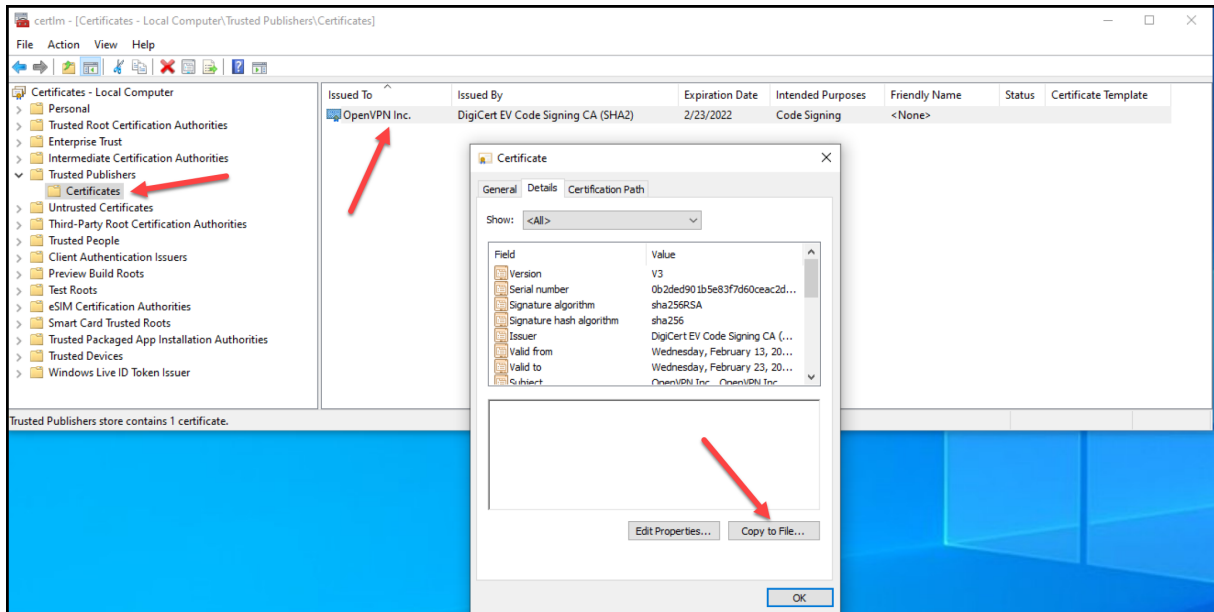 certlm - [Certificates - Local Computer\Trusted Publishers\Certificates]
File Action View Help
Certificates - Local Computer
Personal
Trusted Root Certification Authorities
Enterprise Trust
Intermediate Certification Authorities
Trusted Publishers
Certificates
Untrusted Certificates
Third-Party Root Certification Authorities
Trusted People
Client Authentication Issuers
Preview Build Roots
Test Roots
eSIM Certification Authorities
Smart Card Trusted Roots
Trusted Packaged App Installation Authorities
Trusted Devices
Windows Live ID Token Issuer
Issued To Issued By Expiration Date Intended Purposes Friendly Name Status Certificate Template
OpenVPN Inc. DigiCert EV Code Signing CA (SHA2) 2/23/2022 Code Signing <None>
Certificate
General Details Certification Path
Show: <All>
Field Value
Version V3
Serial number 0b2ded901b5e83f7d60ceac2d...
Signature algorithm sha256RSA
Signature hash algorithm sha256
Issuer DigiCert EV Code Signing CA (...
Valid from Wednesday, February 13, 20...
Valid to Wednesday, February 23, 20...
Subject OpenVPN Inc., OpenVPN Inc
Edit Properties... Copy to File...
OK
Trusted Publishers store contains 1 certificate.